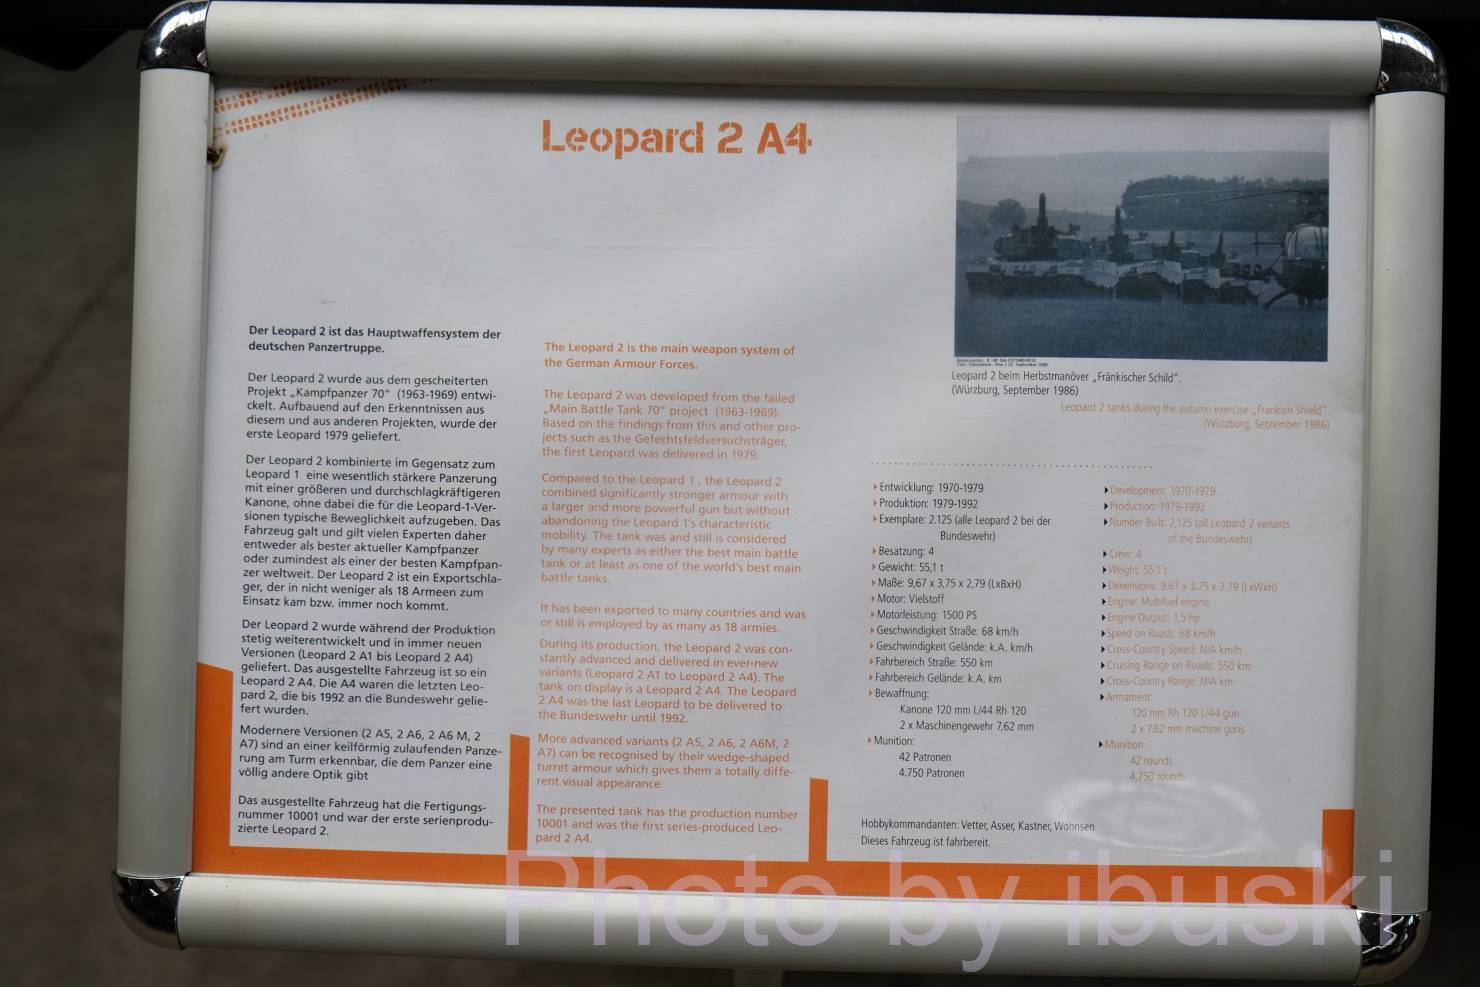 Leopard 2 A4
Der Leopard 2 ist das Hauptwaffensystem der
deutschen Panzertruppe.
Der Leopard 2 wurde aus dem gescheiterten
Projekt „Kampfpanzer 70“ (1963-1969) entwi-
ckelt. Aufbauend auf den Erkenntnissen aus
diesem und aus anderen Projekten, wurde der
erste Leopard 1979 geliefert.
Der Leopard 2 kombinierte im Gegensatz zum
Leopard 1 eine wesentlich stärkere Panzerung
mit einer größeren und durchschlagkräftigeren
Kanone, ohne dabei die für die Leopard-1-Ver-
sionen typische Beweglichkeit aufzugeben. Das
Fahrzeug galt und gilt vielen Experten daher
entweder als bester aktueller Kampfpanzer
oder zumindest als einer der besten Kampfpan-
zer weltweit. Der Leopard 2 ist ein Exportschla-
ger, der in nicht weniger als 18 Armeen zum
Einsatz kam bzw. immer noch kommt.
Der Leopard 2 wurde während der Produktion
stetig weiterentwickelt und in immer neuen
Versionen (Leopard 2 A1 bis Leopard 2 A4)
geliefert. Das ausgestellte Fahrzeug ist so ein
Leopard 2 A4. Die A4 waren die letzten Leo-
pard 2, die bis 1992 an die Bundeswehr gelie-
fert wurden.
Modernere Versionen (2 A5, 2 A6, 2 A6 M, 2
A7) sind an einer keilförmig zulaufenden Panze-
rung am Turm erkennbar, die dem Panzer eine
völlig andere Optik gibt
Das ausgestellte Fahrzeug hat die Fertigungs-
nummer 10001 und war der erste serienprodu-
zierte Leopard 2.
The Leopard 2 is the main weapon system of
the German Armour Forces.
The Leopard 2 was developed from the failed
„Main Battle Tank 70“ project (1963-1969).
Based on the findings from this and other pro-
jects such as the Gefechtsfeldversuchsträger,
the first Leopard was delivered in 1979.
Compared to the Leopard 1 , the Leopard 2
combined significantly stronger armour with
a larger and more powerful gun but without
abandoning the Leopard 1’s characteristic
mobility. The tank was and still is considered
by many experts as either the best main battle
tank or at least as one of the world’s best main
battle tanks.
It has been exported to many countries and was
or still is employed by as many as 18 armies.
During its production, the Leopard 2 was con-
stantly advanced and delivered in ever-new
variants (Leopard 2 A1 to Leopard 2 A4). The
tank on display is a Leopard 2 A4. The Leopard
2 A4 was the last Leopard to be delivered to
the Bundeswehr until 1992.
More advanced variants (2 A5, 2 A6, 2 A6M, 2
A7) can be recognised by their wedge-shaped
turret armour which gives them a totally diffe-
rent visual appearance.
The presented tank has the production number
10001 and was the first series-produced Leo-
pard 2 A4.
Leopard 2 beim Herbstmanöver „Fränkischer Schild“.
(Würzburg, September 1986)
Leopard 2 tanks during the autumn exercise „Frankish Shield“.
(Würzburg, September 1986)
Entwicklung: 1970-1979
Produktion: 1979-1992
Exemplare: 2.125 (alle Leopard 2 bei der
Bundeswehr)
Besatzung: 4
Gewicht: 55,1 t
Maße: 9,67 x 3,75 x 2,79 (LxBxH)
Motor: Vielstoff
Motorleistung: 1500 PS
Geschwindigkeit Straße: 68 km/h
Geschwindigkeit Gelände: k.A. km/h
Fahrbereich Straße: 550 km
Fahrbereich Gelände: k.A. km
Bewaffnung:
Kanone 120 mm L/44 Rh 120
2 x Maschinengewehr 7,62 mm
Munition:
42 Patronen
4.750 Patronen
Development: 1970-1979
Production: 1979-1992
Number Built: 2,125 (all Leopard 2 variants
of the Bundeswehr)
Crew: 4
Weight: 55.1 t
Dimensions: 9.67 x 3.75 x 2.79 (LxWxH)
Engine: Multifuel engine
Engine Output: 1,5 hp
Speed on Roads: 68 km/h
Cross-Country Speed: N/A km/h
Cruising Range on Roads: 550 km
Cross-Country Range: N/A km
Armament:
120 mm Rh 120 L/44 gun
2 x 7.62 mm machine guns
Munition:
42 rounds
4,750 rounds
Hobbykommandanten: Vetter, Asser, Kastner, Wohnsen
Dieses Fahrzeug ist fahrbereit.
Photo by ibuski